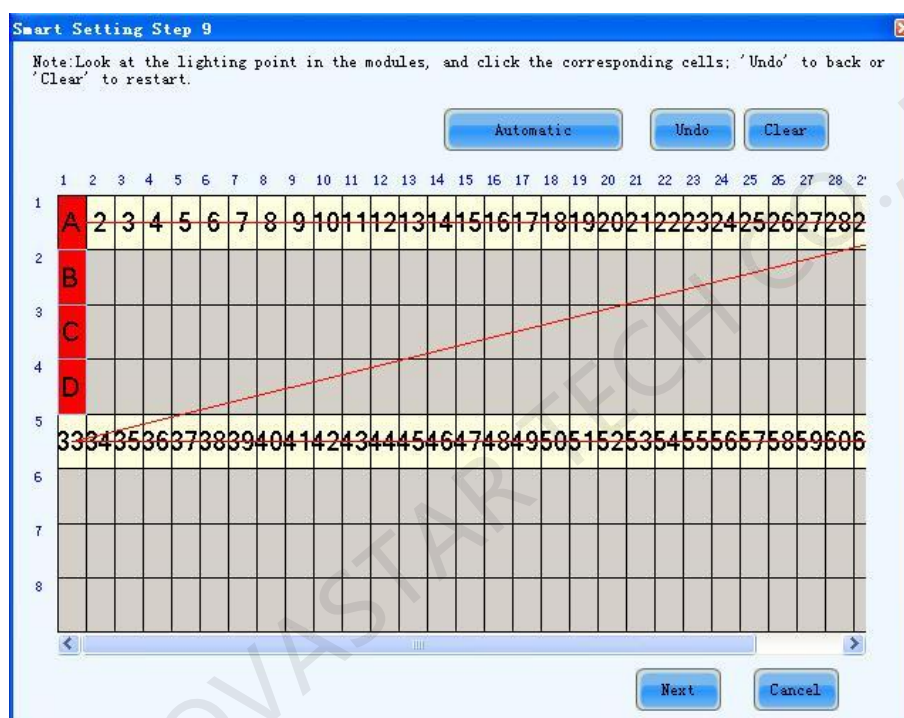 Smart Setting Step 9
Note:Look at the lighting point in the modules, and click the corresponding cells; 'Undo' to back or
'Clear' to restart.
Automatic Undo Clear
1 2 3 4 5 6 7 8 9 10 11 12 13 14 15 16 17 18 19 20 21 22 23 24 25 26 27 28
1 A 2 3 4 5 6 7 8 9 10 11 12 13 14 15 16 17 18 19 20 21 22 23 24 25 26 27 28 2
2 B
3 C
4 D
5 33 34 35 36 37 38 39 40 41 42 43 44 45 46 47 48 49 50 51 52 53 54 55 56 57 58 59 60 6
6
7
8
Next Cancel
OVASTAR TECH CO.